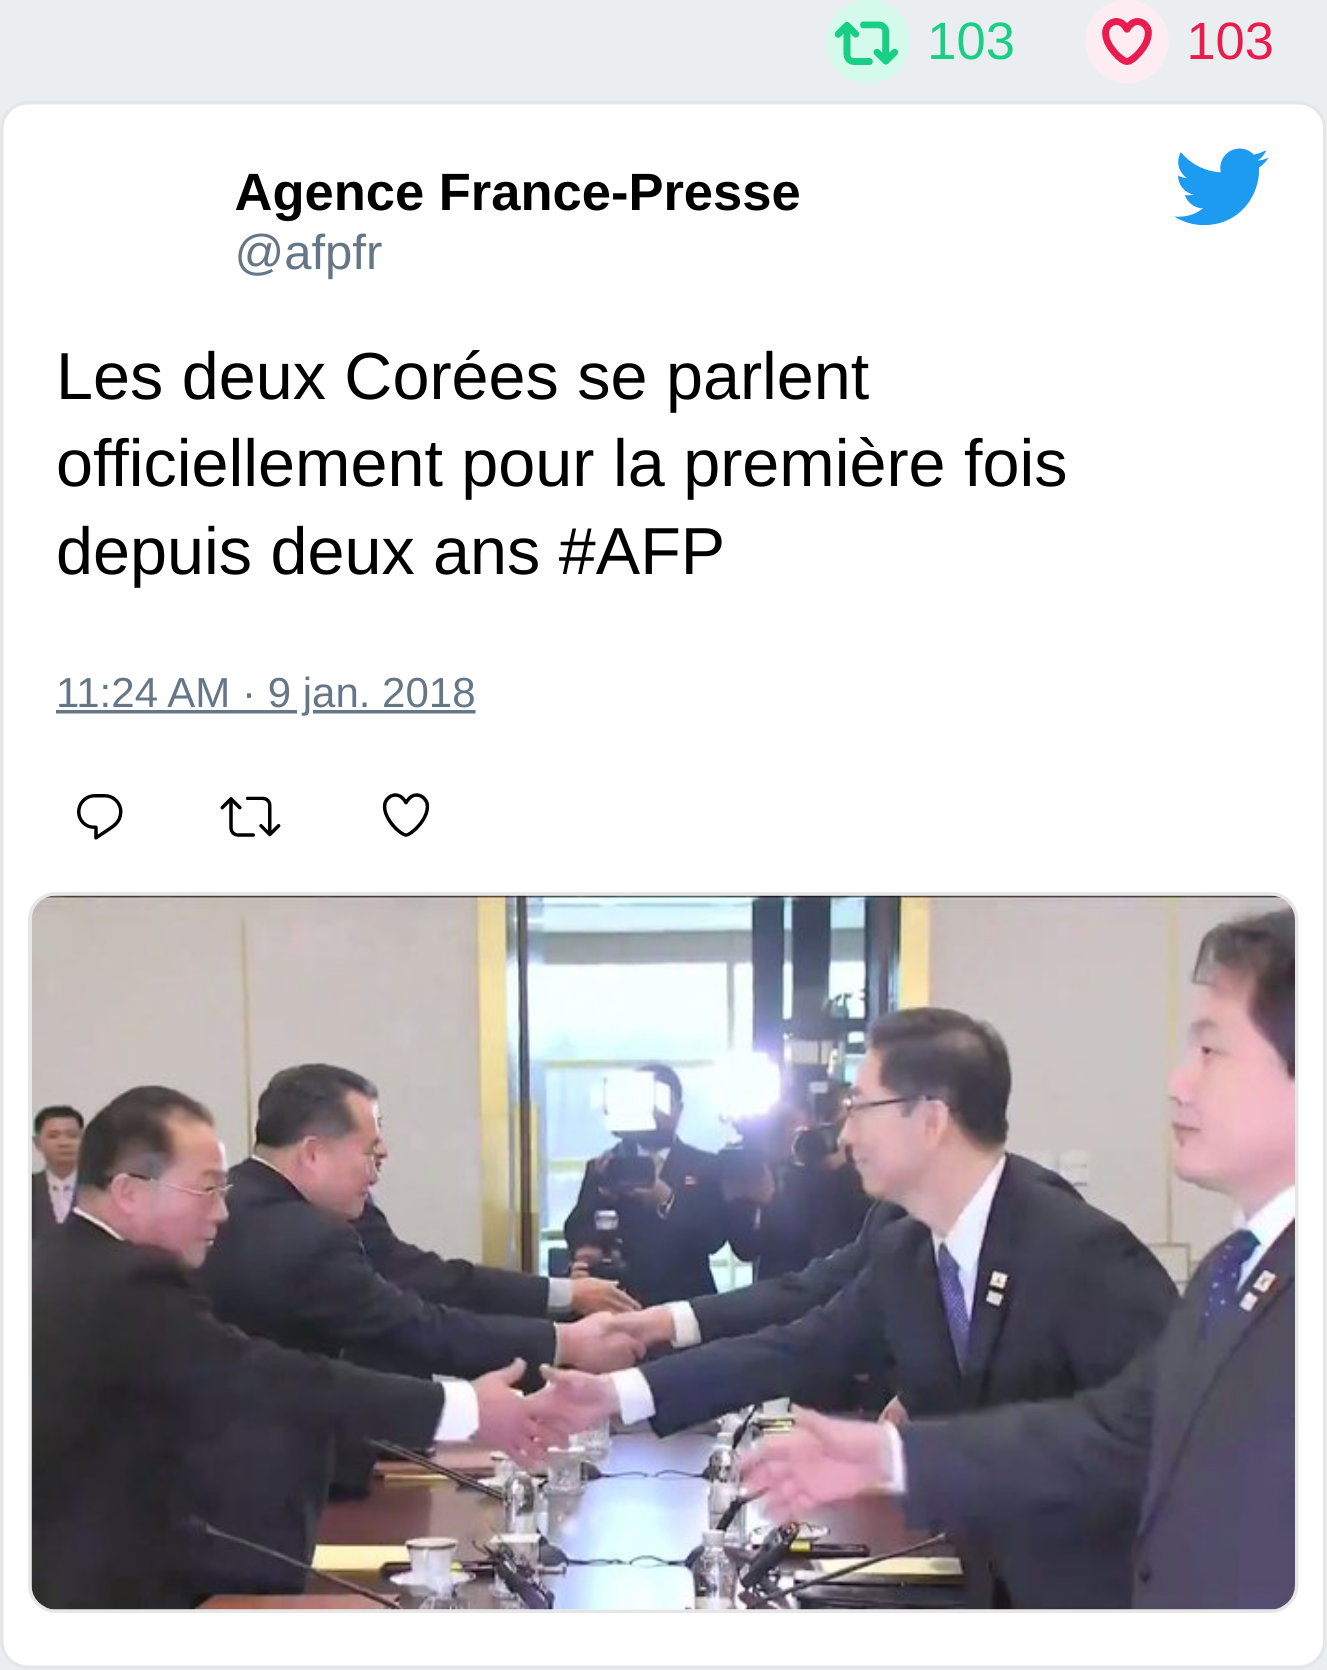 103 103
Agence France-Presse
@afpfr
Les deux Corées se parlent
officiellement pour la première fois
depuis deux ans #AFP
11:24 AM · 9 jan. 2018